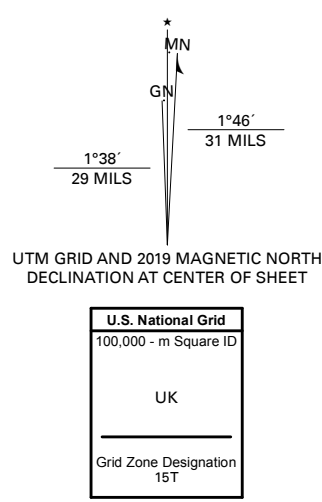 MN
GN
1°46´
31 MILS
1°38´
29 MILS
UTM GRID AND 2019 MAGNETIC NORTH
DECLINATION AT CENTER OF SHEET
U.S. National Grid
100,000 - m Square ID
UK
Grid Zone Designation
15T